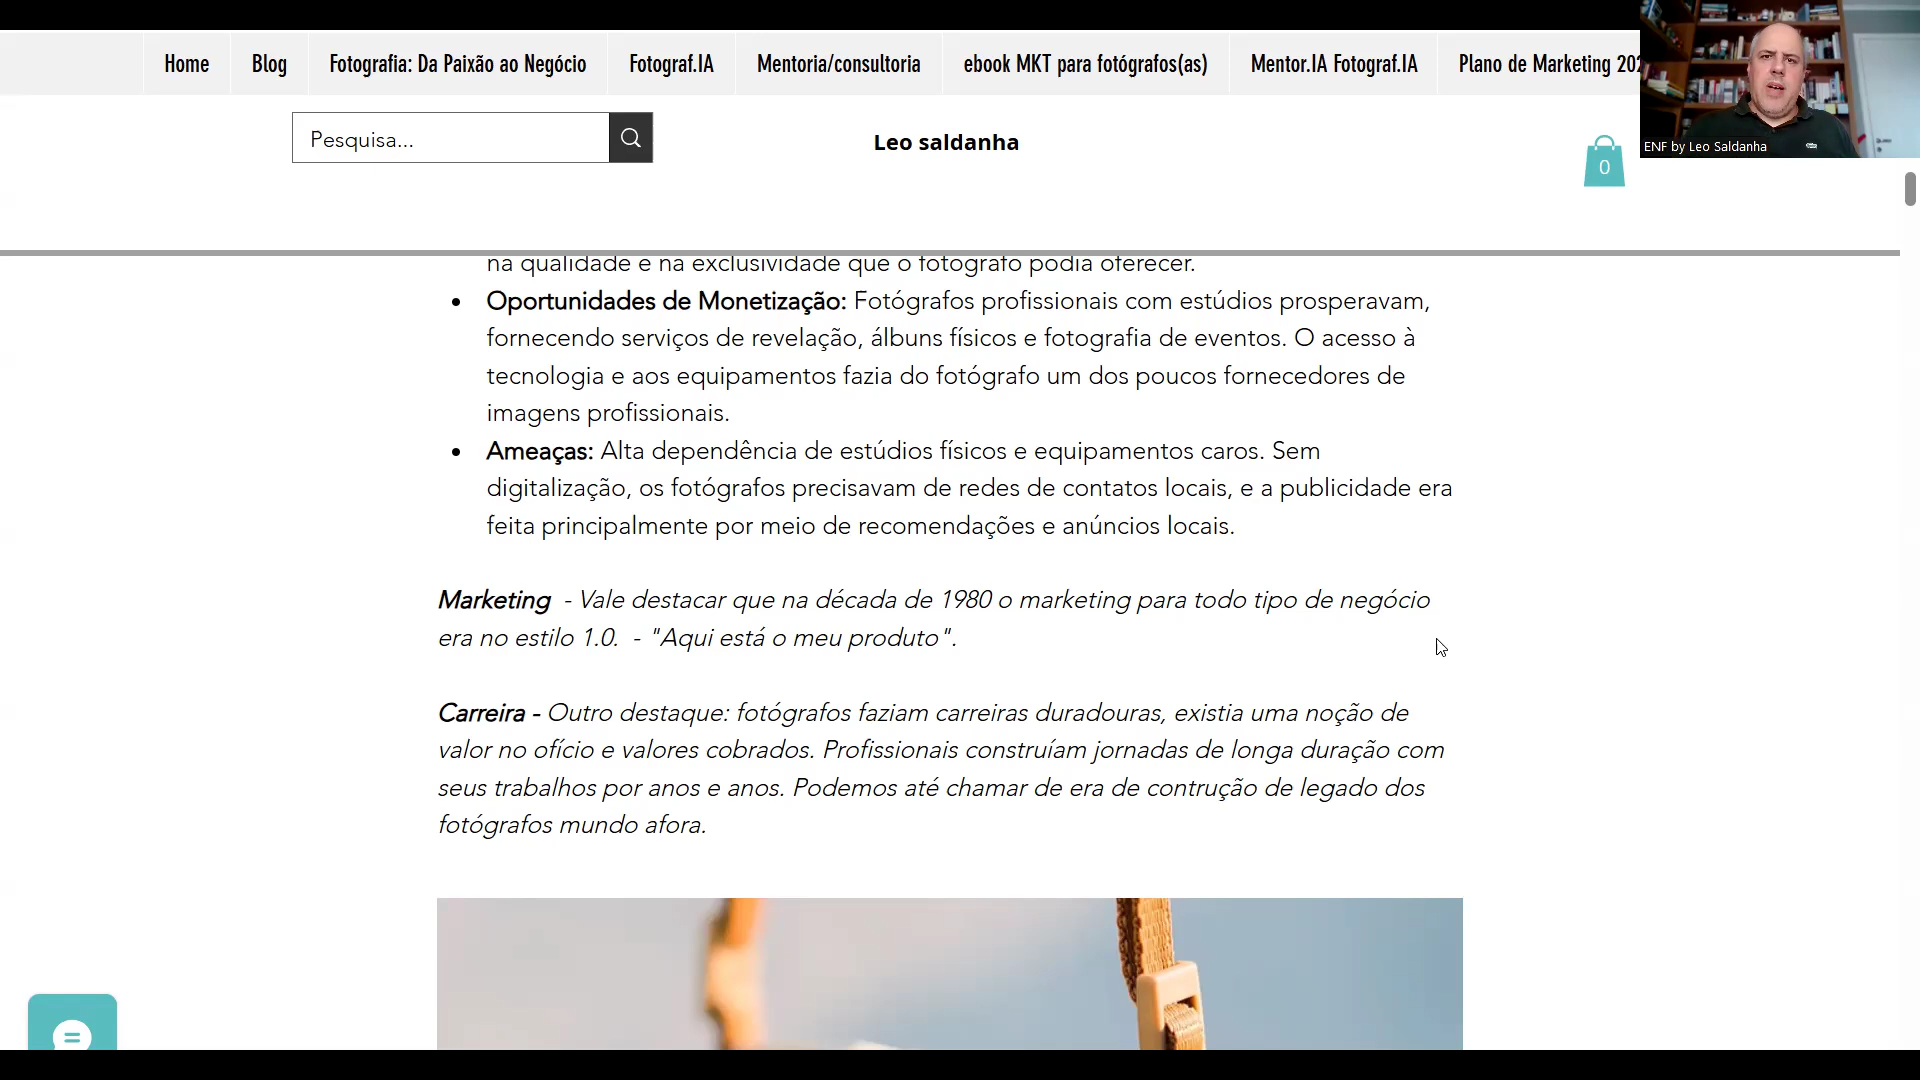 Home Blog Fotografia: Da Paixão ao Negócio Fotograf.IA Mentoria/consultoria ebook MKT para fotógrafos(as) Mentor.IA Fotograf.IA Plano de Marketing 202
ENF by Leo Saldanha
Pesquisa...
Leo saldanha
0
na qualidade e na exclusividade que o fotógrafo podia oferecer.
• Oportunidades de Monetização: Fotógrafos profissionais com estúdios prosperavam,
fornecendo serviços de revelação, álbuns físicos e fotografia de eventos. O acesso à
tecnologia e aos equipamentos fazia do fotógrafo um dos poucos fornecedores de
imagens profissionais.
• Ameaças: Alta dependência de estúdios físicos e equipamentos caros. Sem
digitalização, os fotógrafos precisavam de redes de contatos locais, e a publicidade era
feita principalmente por meio de recomendações e anúncios locais.
Marketing - Vale destacar que na década de 1980 o marketing para todo tipo de negócio
era no estilo 1.0. - "Aqui está o meu produto".
Carreira - Outro destaque: fotógrafos faziam carreiras duradouras, existia uma noção de
valor no ofício e valores cobrados. Profissionais construíam jornadas de longa duração com
seus trabalhos por anos e anos. Podemos até chamar de era de contrução de legado dos
fotógrafos mundo afora.